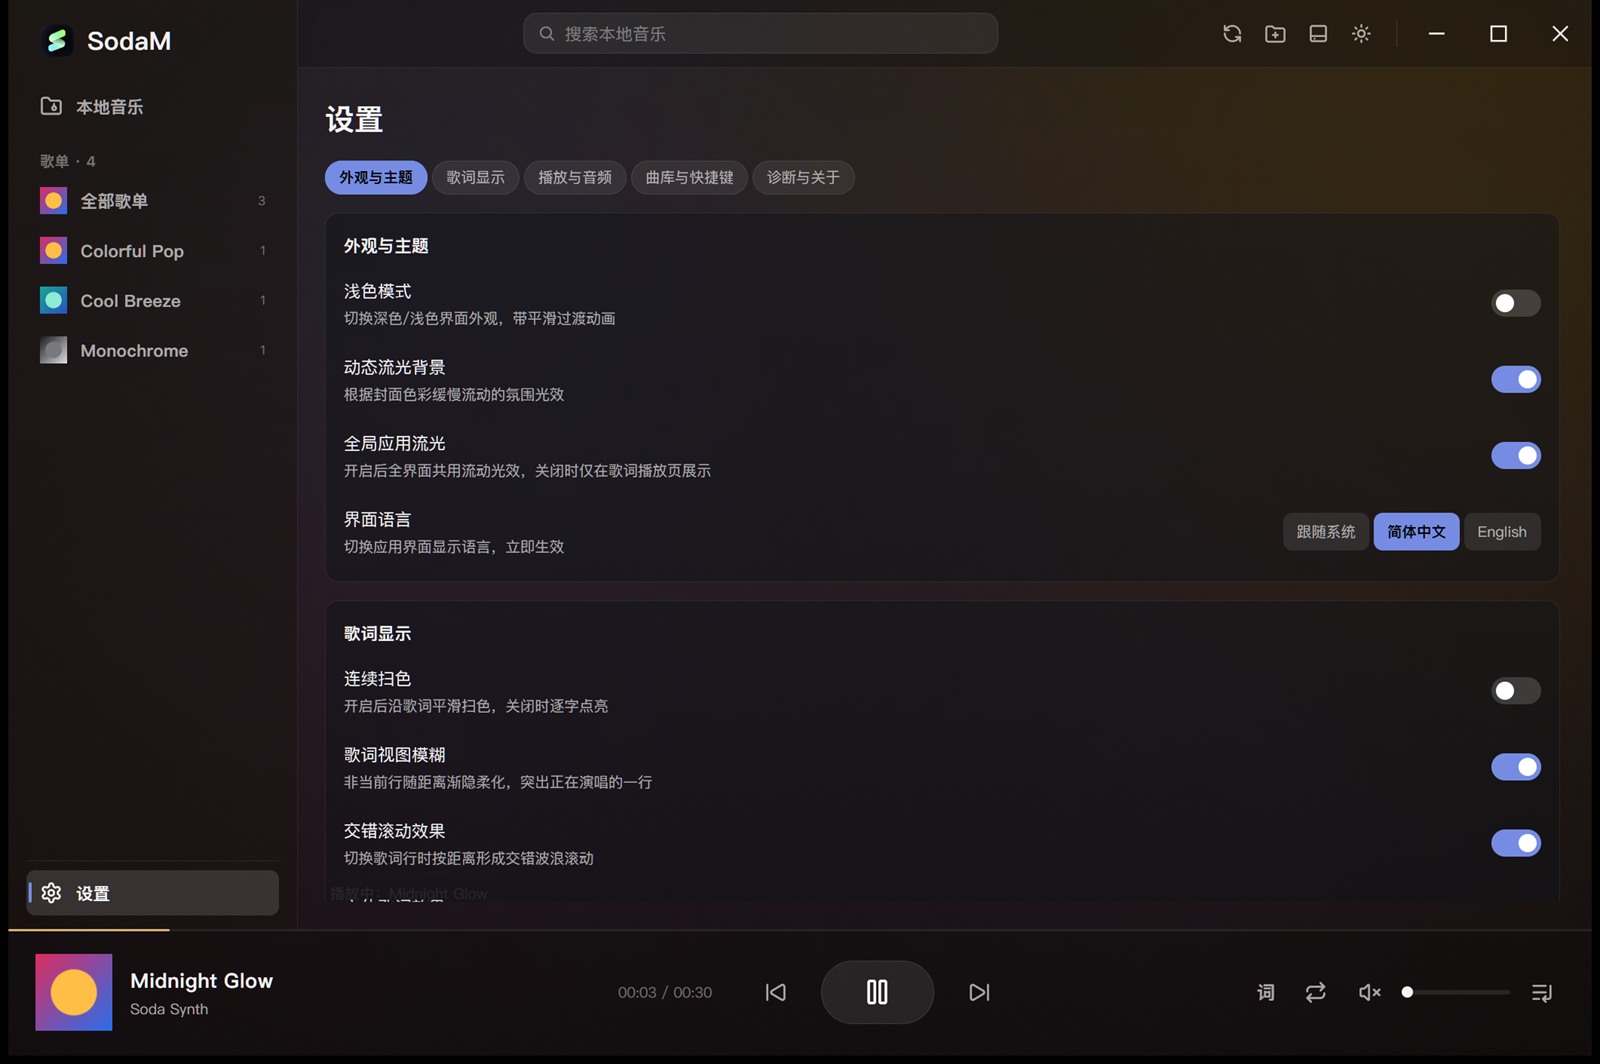 SodaM
搜索本地音乐
本地音乐
歌单 · 4
全部歌单 3
Colorful Pop 1
Cool Breeze 1
Monochrome 1
设置
设置
外观与主题 歌词显示 播放与音频 曲库与快捷键 诊断与关于
外观与主题
浅色模式
切换深色/浅色界面外观，带平滑过渡动画
动态流光背景
根据封面色彩缓慢流动的氛围光效
全局应用流光
开启后全界面共用流动光效，关闭时仅在歌词播放页展示
界面语言
切换应用界面显示语言，立即生效
跟随系统 简体中文 English
歌词显示
连续扫色
开启后沿歌词平滑扫色，关闭时逐字点亮
歌词视图模糊
非当前行随距离渐隐柔化，突出正在演唱的一行
交错滚动效果
切换歌词行时按距离形成交错波浪滚动
播放中：Midnight Glow
Midnight Glow
Soda Synth
00:03 / 00:30
词